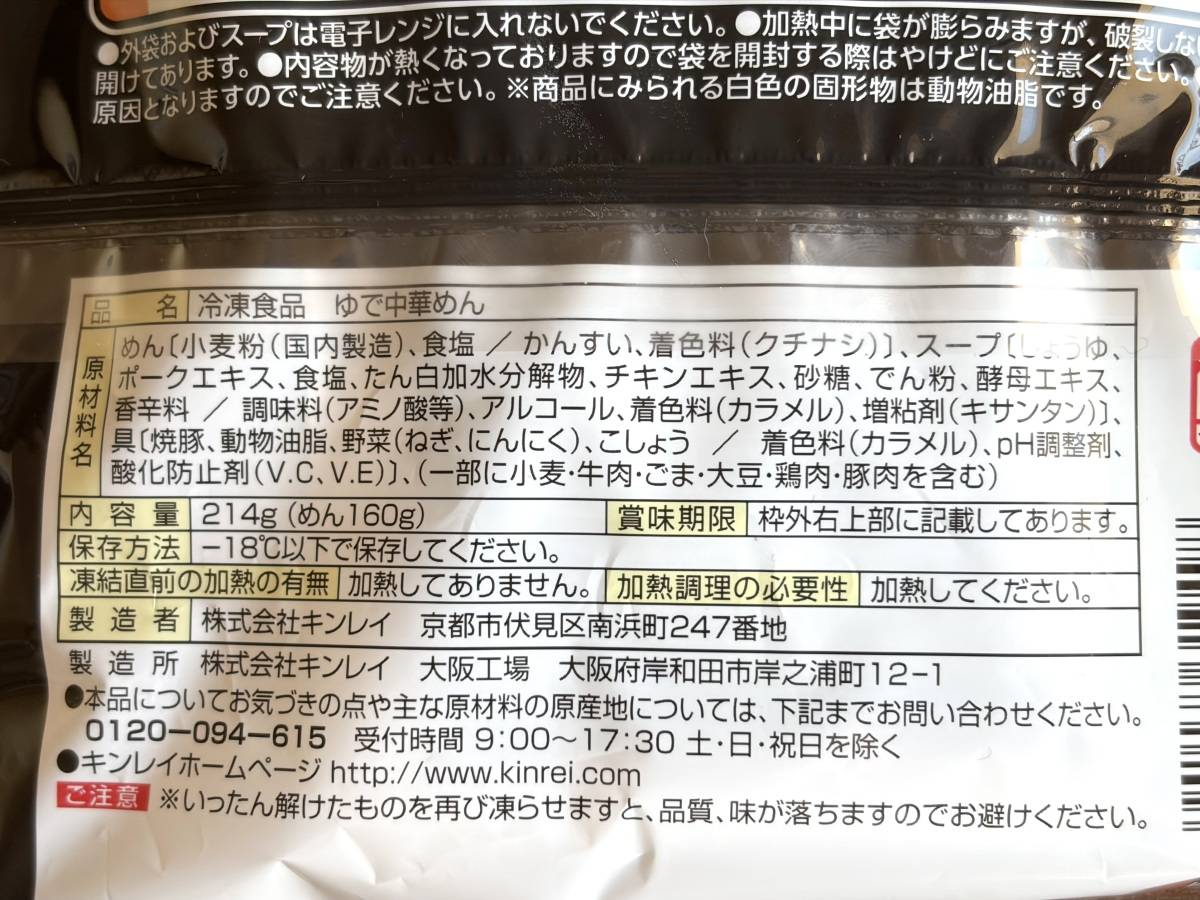 ●外袋およびスープは電子レンジに入れないでください。●加熱中に袋が膨らみますが、破裂しな
開けてあります。●内容物が熱くなっておりますので袋を開封する際はやけどにご注意ください。
原因となりますのでご注意ください。※商品にみられる白色の固形物は動物油脂です。
品名 冷凍食品 ゆで中華めん
原材料名 めん〔小麦粉(国内製造)、食塩 / かんすい、着色料(クチナシ)〕、スープ〔しょうゆ、
ポークエキス、食塩、たん白加水分解物、チキンエキス、砂糖、でん粉、酵母エキス、
香辛料 / 調味料(アミノ酸等)、アルコール、着色料(カラメル)、増粘剤(キサンタン)〕、
具〔焼豚、動物油脂、野菜(ねぎ、にんにく)、こしょう / 着色料(カラメル)、pH調整剤、
酸化防止剤(V.C、V.E)〕、(一部に小麦・牛肉・ごま・大豆・鶏肉・豚肉を含む)
内容量 214g(めん160g) 賞味期限 枠外右上部に記載してあります。
保存方法 -18℃以下で保存してください。
凍結直前の加熱の有無 加熱してありません。 加熱調理の必要性 加熱してください。
製造者 株式会社キンレイ 京都市伏見区南浜町247番地
製造所 株式会社キンレイ 大阪工場 大阪府岸和田市岸之浦町12-1
●本品についてお気づきの点や主な原材料の原産地については、下記までお問い合わせください。
0120-094-615 受付時間 9:00〜17:30 土・日・祝日を除く
●キンレイホームページ http://www.kinrei.com
ご注意 ※いったん解けたものを再び凍らせますと、品質、味が落ちますのでお避けください。